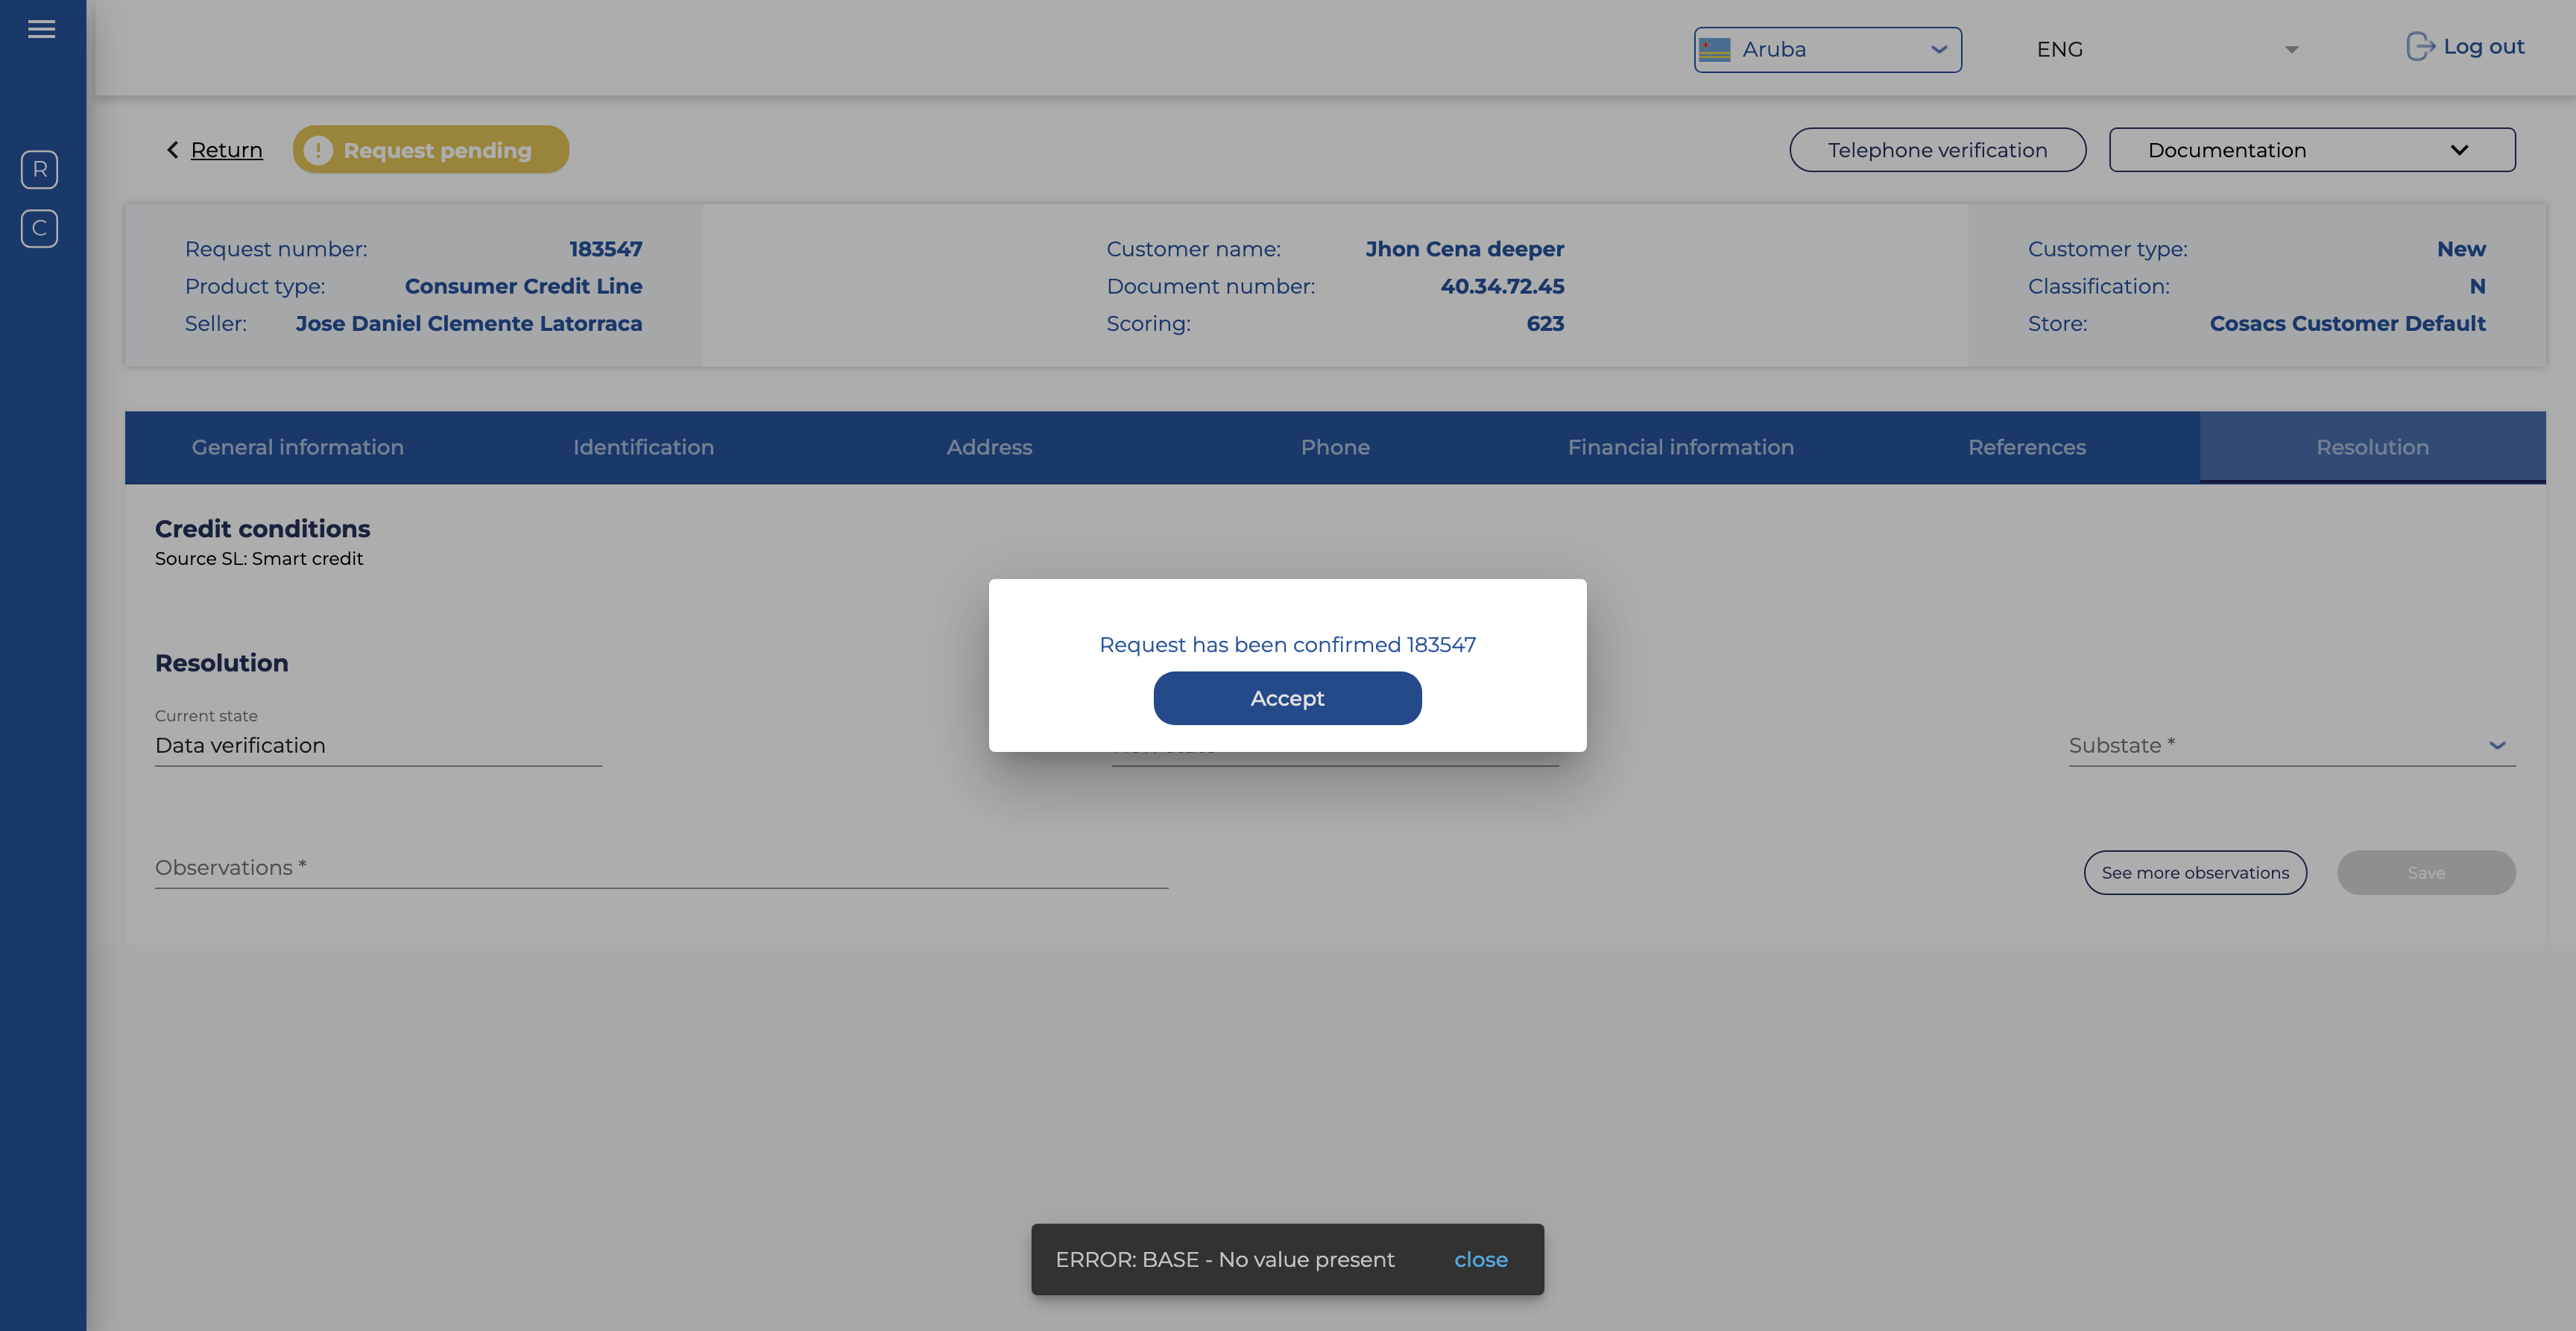 Aruba
ENG
Log out
Return
Request pending
Telephone verification
Documentation
R
C
Request number: 183547
Product type: Consumer Credit Line
Seller: Jose Daniel Clemente Latorraca
Customer name: Jhon Cena deeper
Document number: 40.34.72.45
Scoring: 623
Customer type: New
Classification: N
Store: Cosacs Customer Default
General information
Identification
Address
Phone
Financial information
References
Resolution
Credit conditions
Source SL: Smart credit
Request has been confirmed 183547
Accept
Resolution
Current state
Data verification
Substate *
Observations *
See more observations
Save
ERROR: BASE - No value present
close